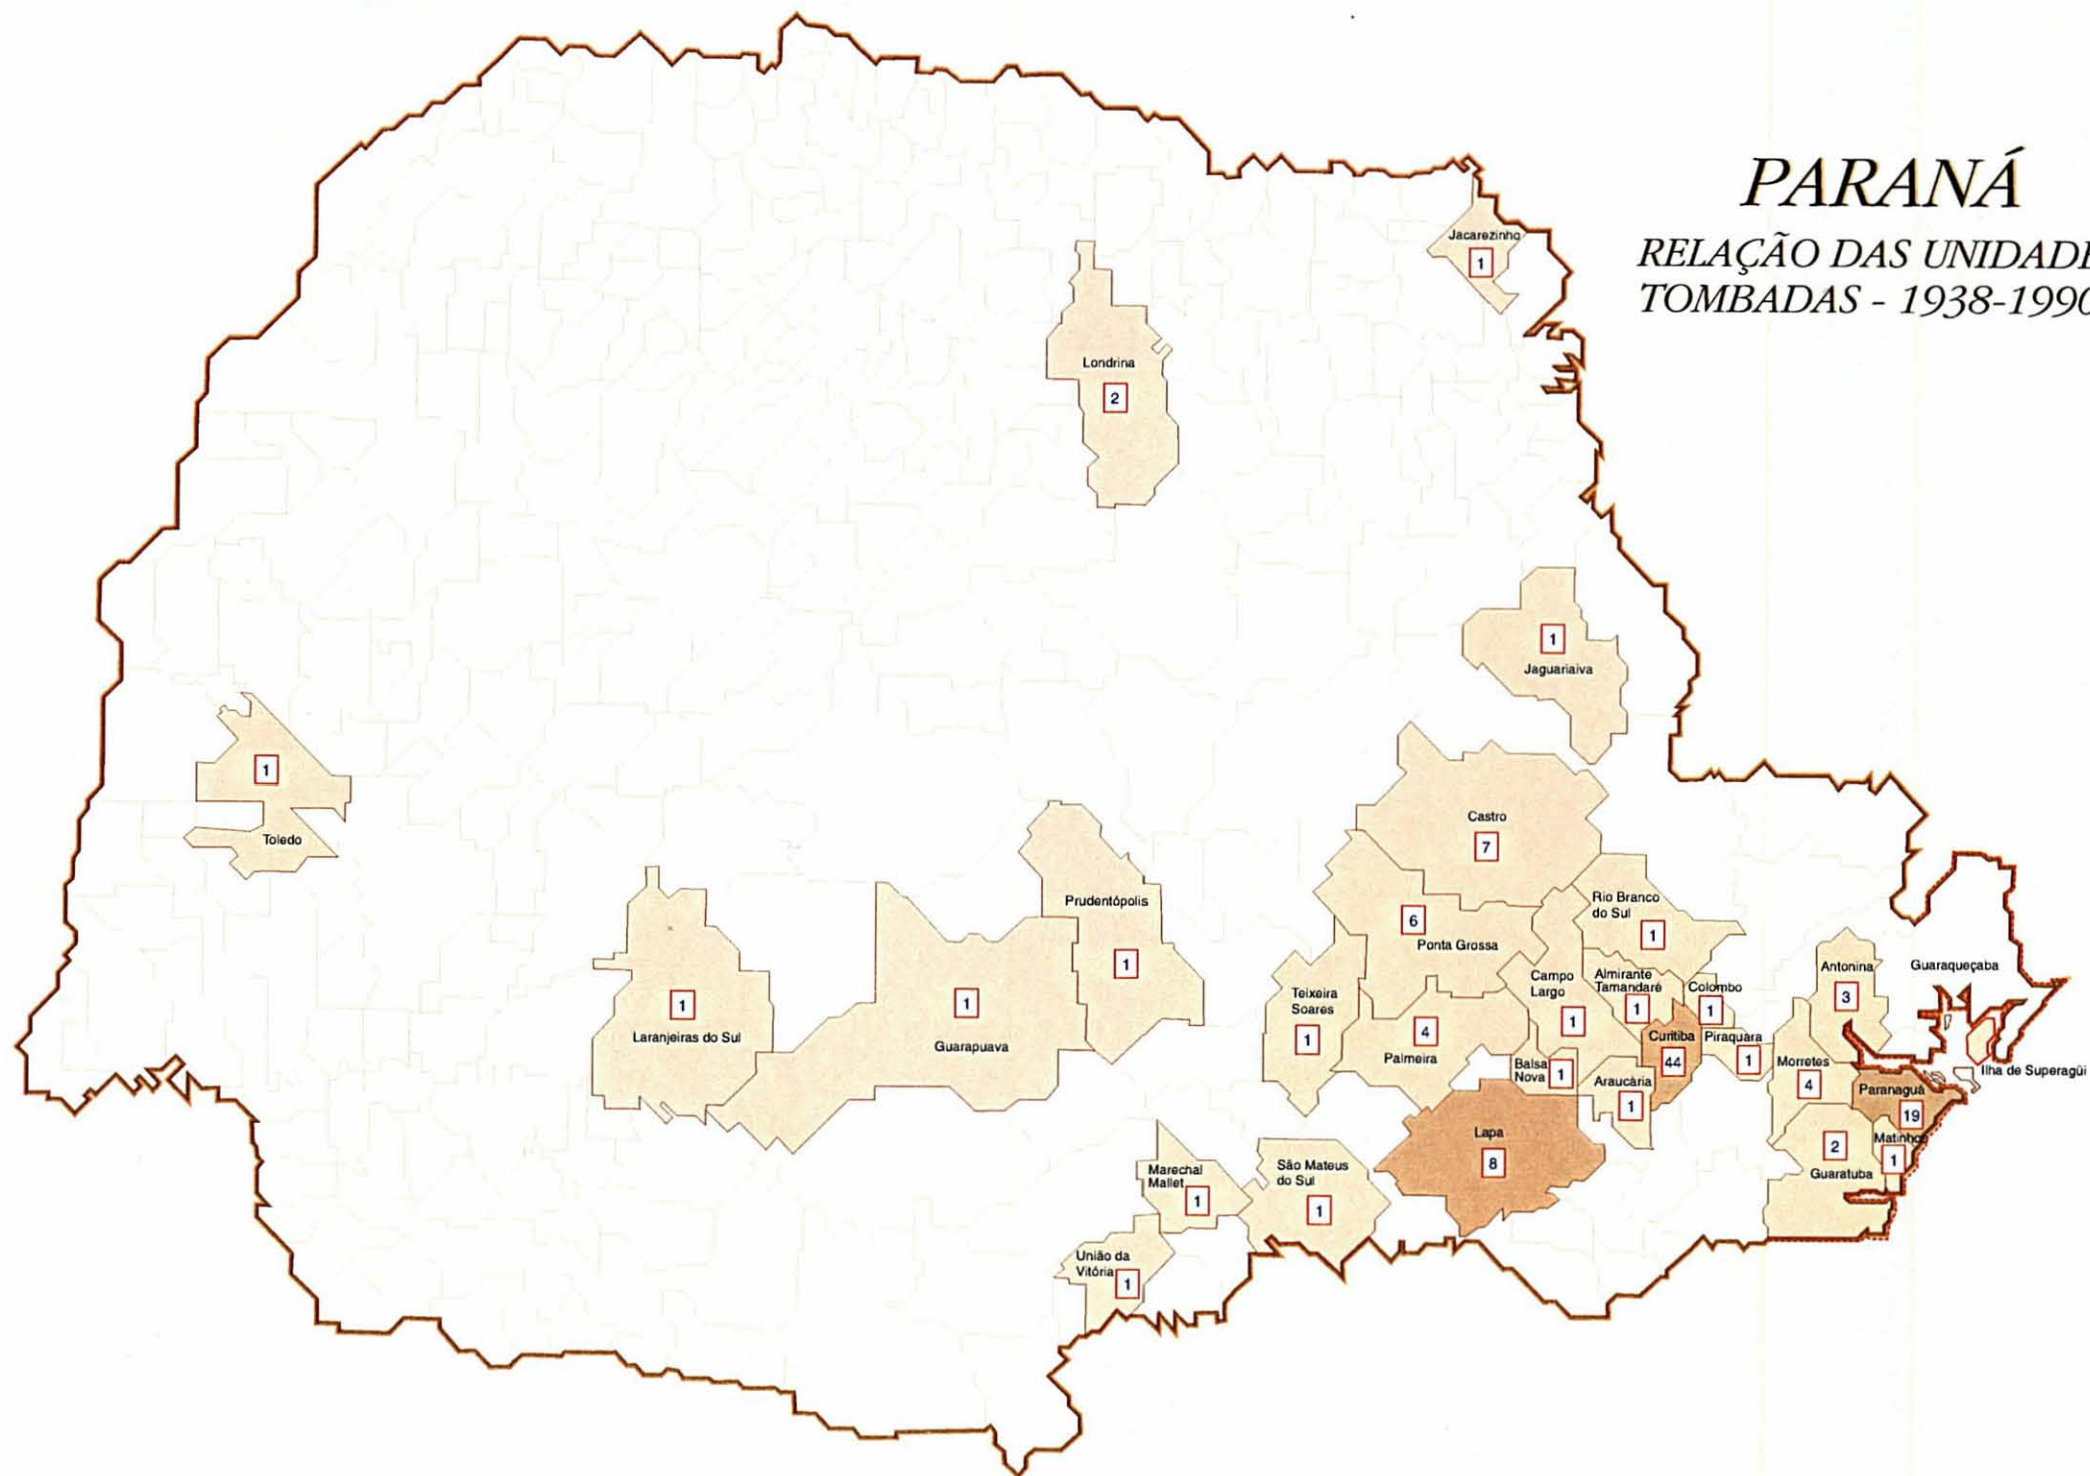 PARANÁ
RELAÇÃO DAS UNIDADE
TOMBADAS - 1938-1990
Jacarezinho
1
Londrina
2
1
Jaguariaiva
1
Toledo
Castro
7
Prudentópolis
1
6
Ponta Grossa
Rio Branco
do Sul
1
1
Laranjeiras do Sul
1
Guarapuava
Teixeira
Soares
1
4
Palmeira
Campo
Largo
1
Almirante
Tamandaré
1
Colombo
1
Curitiba
44
Piraquara
1
Balsa
Nova
1
Araucária
1
Antonina
3
Guaraqueçaba
Ilha de Superagüi
Morretes
4
Paranaguá
19
Matinhos
1
2
Guaratuba
Lapa
8
Marechal
Mallet
1
São Mateus
do Sul
1
União da
Vitória
1